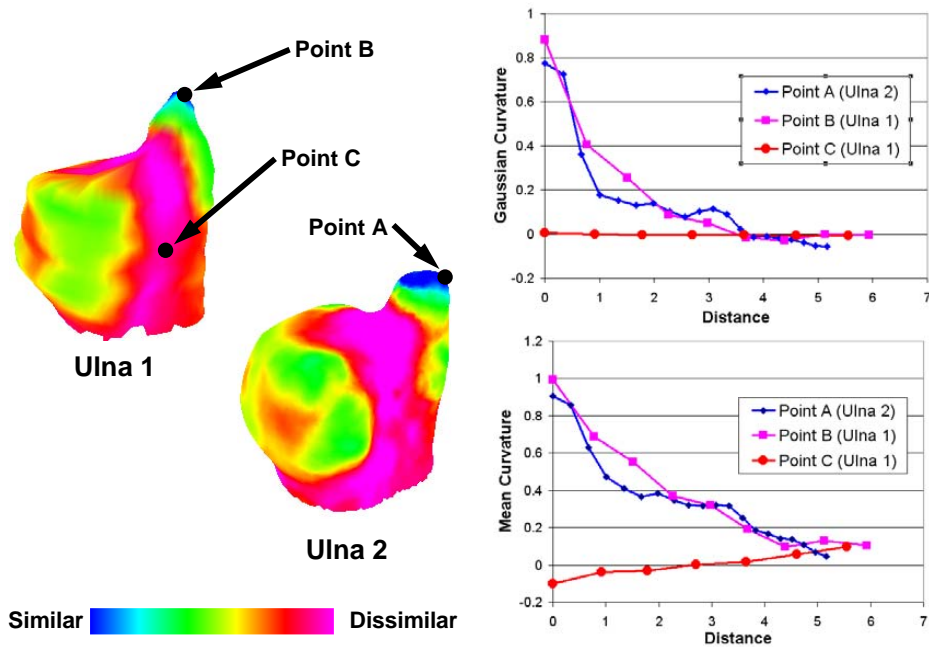 Point B
Point C
Point A
Ulna 1
Ulna 2
Similar
Dissimilar
Gaussian Curvature
1
0.8
0.6
0.4
0.2
0
-0.2
0 1 2 3 4 5 6 7
Distance
Point A (Ulna 2)
Point B (Ulna 1)
Point C (Ulna 1)
Mean Curvature
1.2
1
0.8
0.6
0.4
0.2
0
-0.2
0 1 2 3 4 5 6 7
Distance
Point A (Ulna 2)
Point B (Ulna 1)
Point C (Ulna 1)